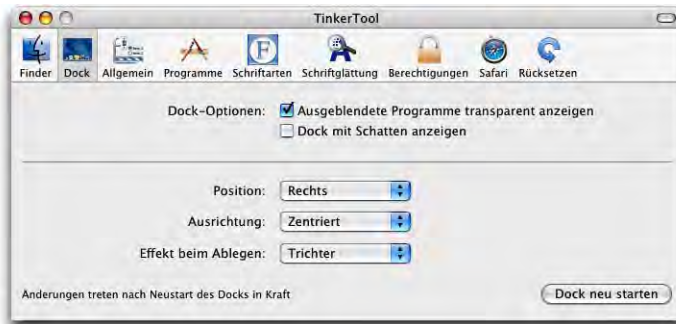 TinkerTool
Finder Dock Allgemein Programme Schriftarten Schriftglättung Berechtigungen Safari Rücksetzen
Dock-Optionen: Ausgeblendete Programme transparent anzeigen
Dock mit Schatten anzeigen
Position: Rechts
Ausrichtung: Zentriert
Effekt beim Ablegen: Trichter
Änderungen treten nach Neustart des Docks in Kraft Dock neu starten